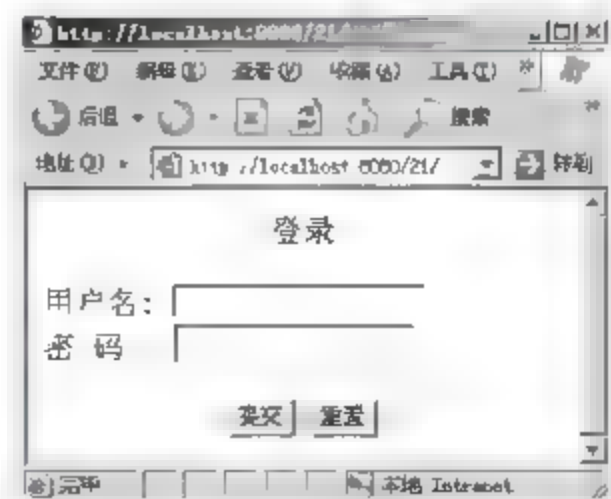 http://localhost:8080/21/
文件(F) 编辑(E) 查看(V) 收藏(A) 工具(T) »
后退 搜索 »
地址(D) http://localhost:8080/21/ 转到
登录
用户名:
密 码
提交 重置
完毕 本地 Intranet